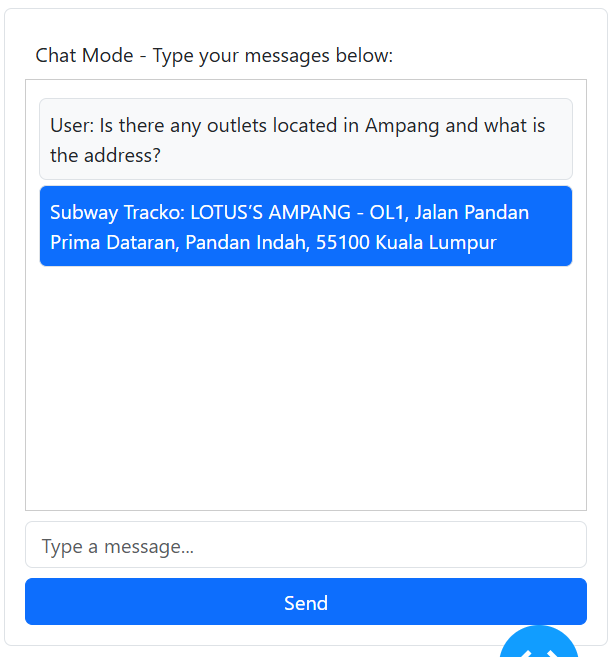 Chat Mode - Type your messages below:
User: Is there any outlets located in Ampang and what is
the address?
Subway Tracko: LOTUS'S AMPANG - OL1, Jalan Pandan
Prima Dataran, Pandan Indah, 55100 Kuala Lumpur
Type a message...
Send